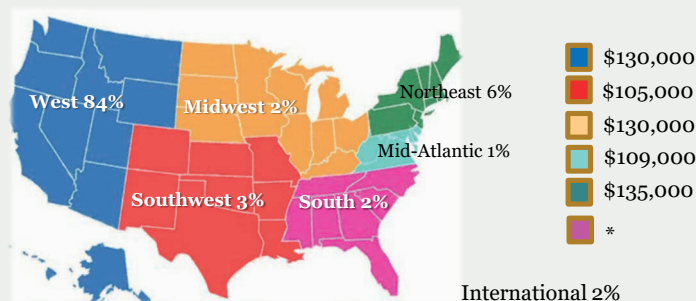 West 84%
Midwest 2%
Northeast 6%
Mid-Atlantic 1%
Southwest 3%
South 2%
International 2%
$130,000
$105,000
$130,000
$109,000
$135,000
*